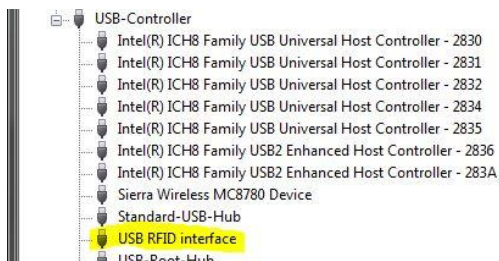 USB-Controller
Intel(R) ICH8 Family USB Universal Host Controller - 2830
Intel(R) ICH8 Family USB Universal Host Controller - 2831
Intel(R) ICH8 Family USB Universal Host Controller - 2832
Intel(R) ICH8 Family USB Universal Host Controller - 2834
Intel(R) ICH8 Family USB Universal Host Controller - 2835
Intel(R) ICH8 Family USB2 Enhanced Host Controller - 2836
Intel(R) ICH8 Family USB2 Enhanced Host Controller - 283A
Sierra Wireless MC8780 Device
Standard-USB-Hub
USB RFID interface
USB-Root-Hub